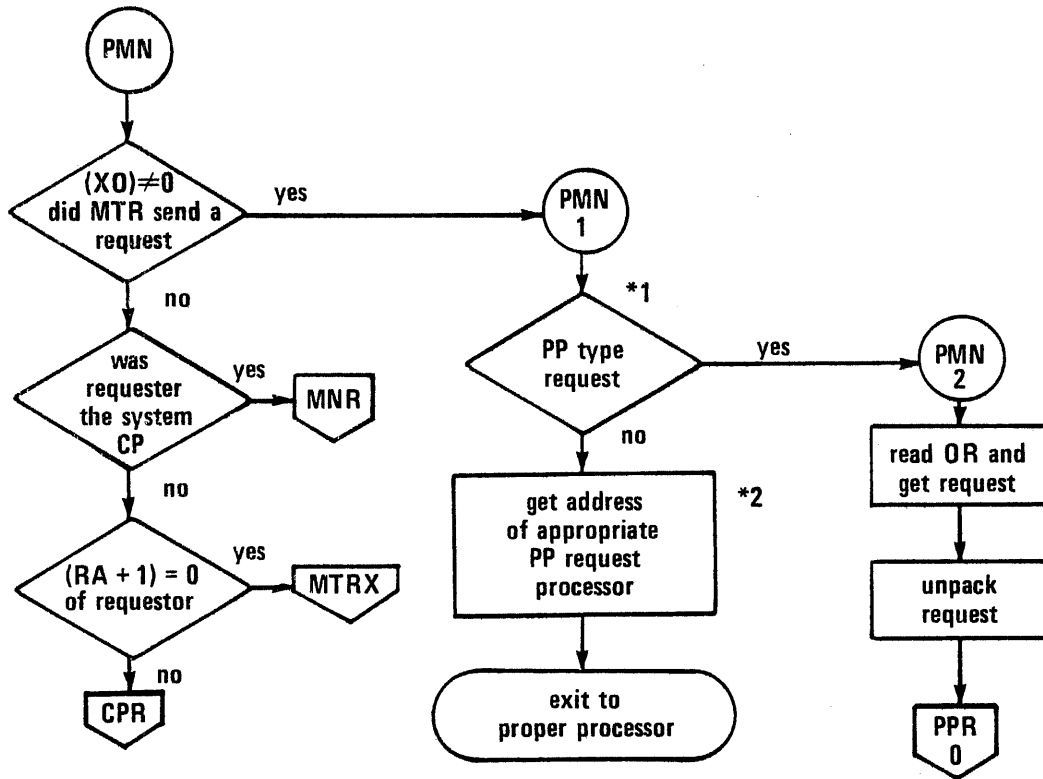 PMN
(XO)≠0
did MTR send a
request
yes
no
was
requester
the system
CP
yes
MNR
no
(RA + 1) = 0
of requestor
yes
MTRX
no
CPR
PMN
1
*1
PP type
request
yes
no
get address
of appropriate
PP request
processor
*2
exit to
proper processor
PMN
2
read OR and
get request
unpack
request
PPR
0